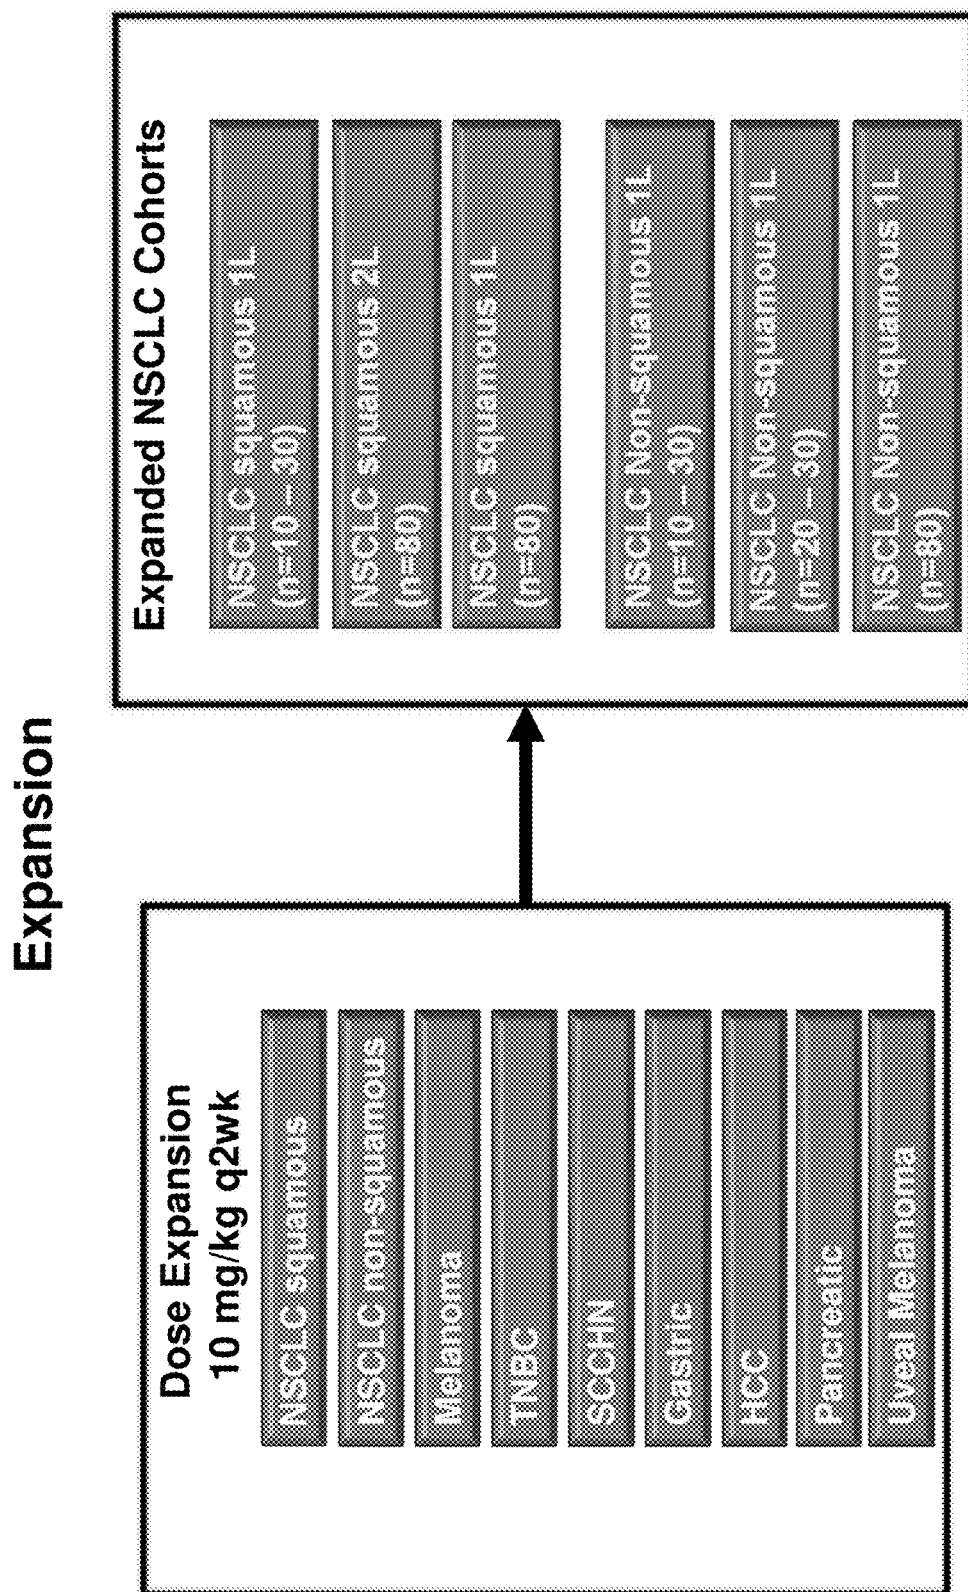 Expansion
Dose Expansion
10 mg/kg q2wk
NSCLC squamous
NSCLC non-squamous
Melanoma
TNBC
SCCHN
Gastric
HCC
Pancreatic
Uveal Melanoma
Expanded NSCLC Cohorts
NSCLC squamous 1L
(n=10–30)
NSCLC squamous 2L
(n=80)
NSCLC squamous 1L
(n=80)
NSCLC Non-squamous 1L
(n=10–30)
NSCLC Non-squamous 1L
(n=20–30)
NSCLC Non-squamous 1L
(n=80)